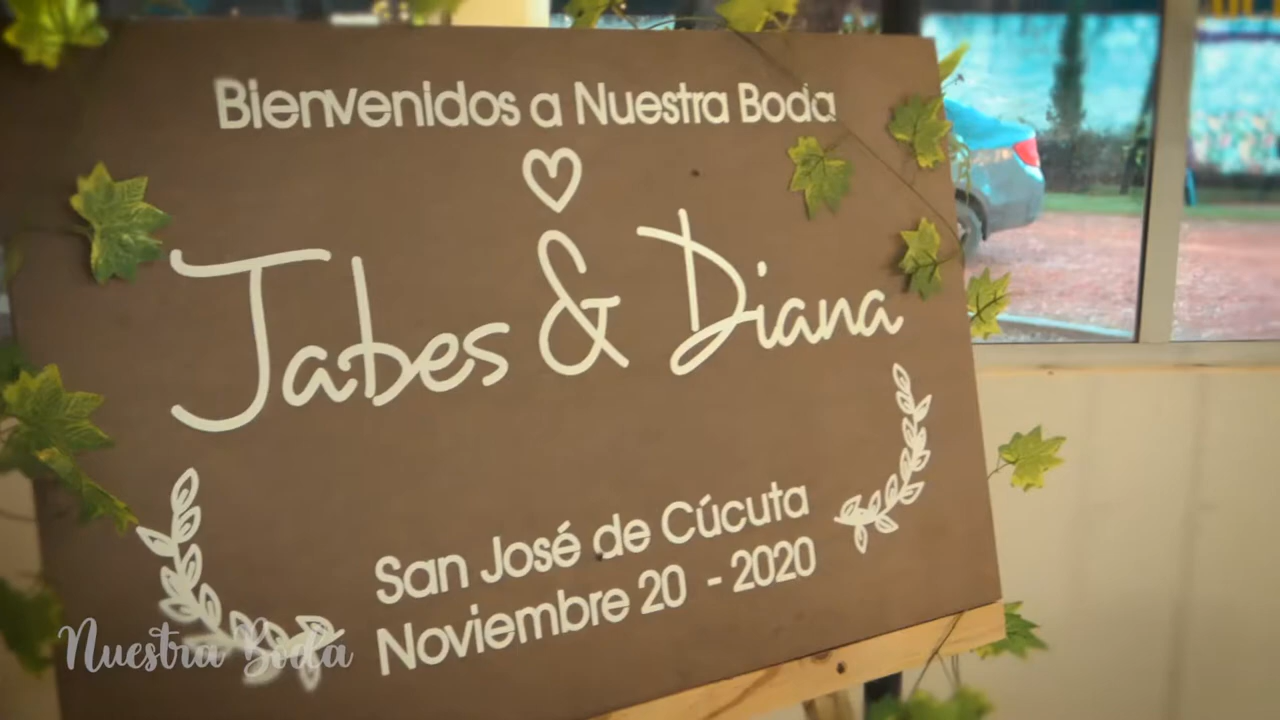 Bienvenidos a Nuestra Boda
Jabes & Diana
San José de Cúcuta
Noviembre 20 - 2020
Nuestra Boda